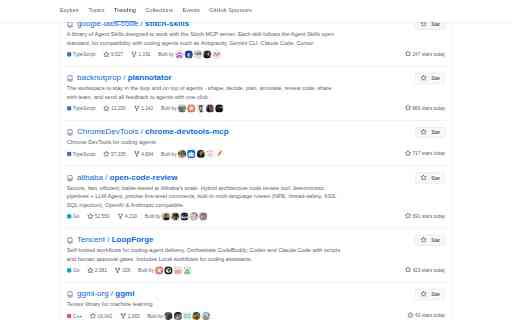 Explore Topics Trending Collections Events GitHub Sponsors
google-labs-code / stitch-skills
Star
A library of Agent Skills designed to work with the Stitch MCP server. Each skill follows the Agent Skills open
standard, for compatibility with coding agents such as Antigravity, Gemini CLI, Claude Code, Cursor.
TypeScript Built by 247 stars today
backnotprop / plannotator
Star
The workspace to stay in the loop and on top of agents - shape, decide, plan, annotate, review code, share
with team, and send all feedback to agents with one click.
TypeScript Built by stars today
ChromeDevTools / chrome-devtools-mcp
Star
Chrome DevTools for coding agents
TypeScript Built by 717 stars today
alibaba / open-code-review
Star
Secure, fast, efficient, battle-tested at Alibaba's scale. Hybrid architecture code review tool: deterministic
pipelines + LLM Agent, precise line-level comments, built-in multi-language ruleset (NPE, thread-safety, XSS,
SQL injection), OpenAI & Anthropic compatible.
Go Built by stars today
Tencent / LoopForge
Star
Self-hosted workflows for coding-agent delivery. Orchestrate CodeBuddy, Codex and Claude Code with scripts
and human approval gates. Includes Local workflows for coding assistants.
Go Built by stars today
ggml-org / ggml
Star
Tensor library for machine learning
C++ Built by stars today